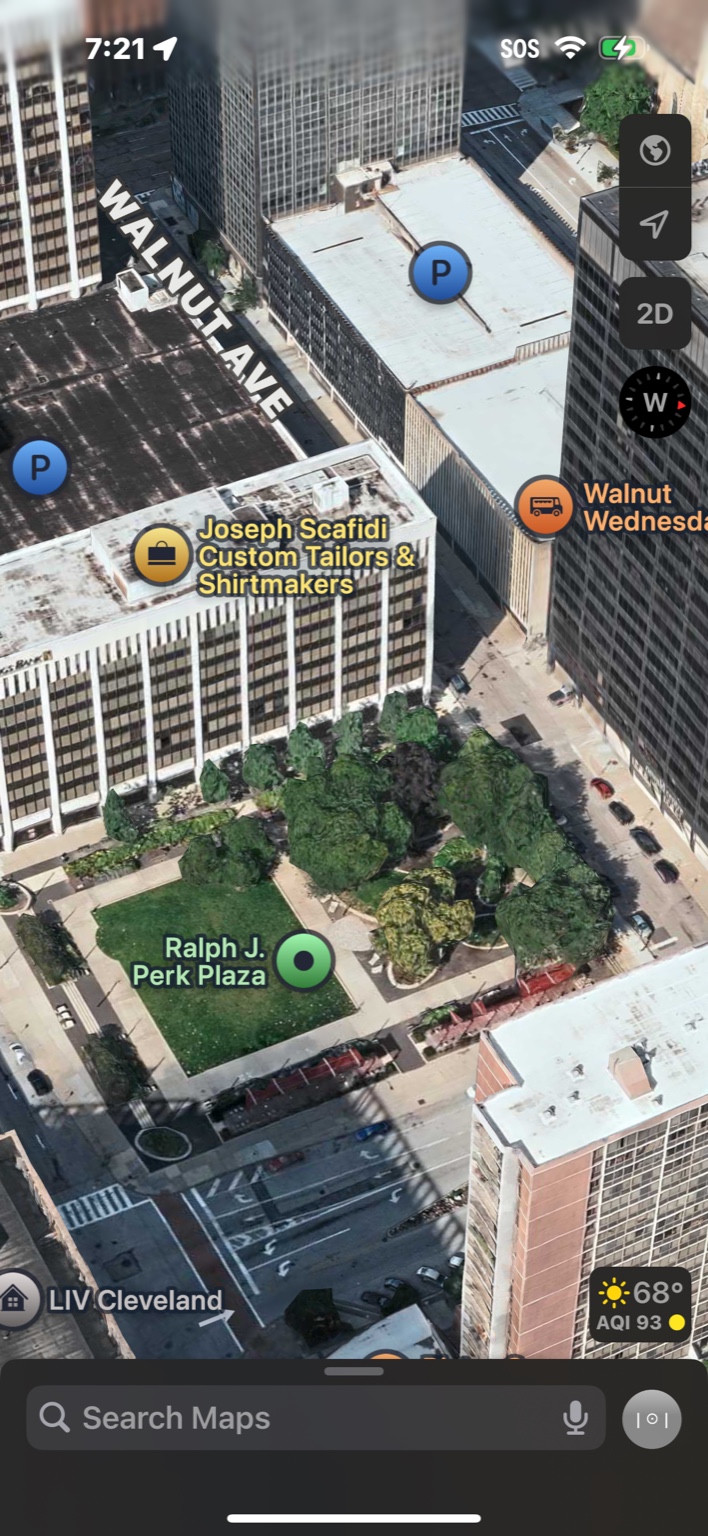 7:21
SOS
WALNUT AVE
P
2D
W
P
Walnut
Wednesda
Joseph Scafidi
Custom Tailors &
Shirtmakers
Ralph J.
Perk Plaza
LIV Cleveland
68°
AQI 93
Search Maps